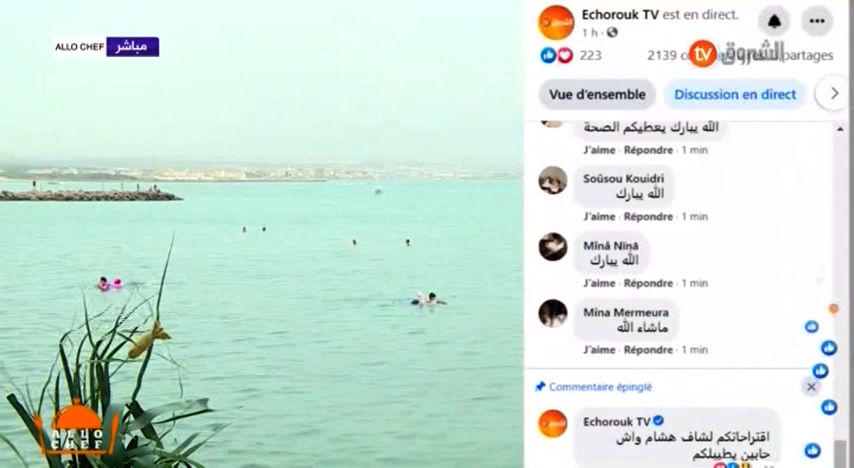 ALLO CHEF مباشر
Echorouk TV est en direct.
1 h
223
2139
partages
tv الشروق
Vue d'ensemble
Discussion en direct
الله يبارك يعطيكم الصحة
J'aime · Répondre · 1 min
Soûsou Kouidri
الله يبارك
J'aime · Répondre · 1 min
Mînâ Nînâ
الله يبارك
J'aime · Répondre · 1 min
Mina Mermeura
ماشاء الله
J'aime · Répondre · 1 min
Commentaire épinglé
Echorouk TV
اقتراحاتكم لشاف هشام واش
حابين يطيبلكم
ALLO
CHEF